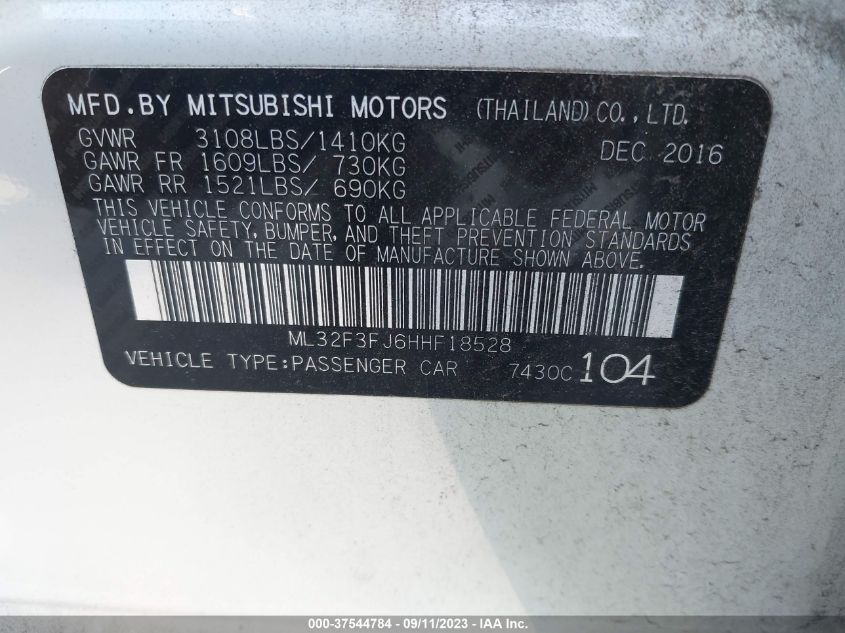 MFD.BY MITSUBISHI MOTORS (THAILAND) CO., LTD.
GVWR 3108LBS/1410KG DEC 2016
GAWR FR 1609LBS/ 730KG
GAWR RR 1521LBS/ 690KG
THIS VEHICLE CONFORMS TO ALL APPLICABLE FEDERAL MOTOR
VEHICLE SAFETY, BUMPER, AND THEFT PREVENTION STANDARDS
IN EFFECT ON THE DATE OF MANUFACTURE SHOWN ABOVE.
ML32F3FJ6HHF18528
VEHICLE TYPE:PASSENGER CAR 7430C 104
000-37544784 - 09/11/2023 - IAA Inc.